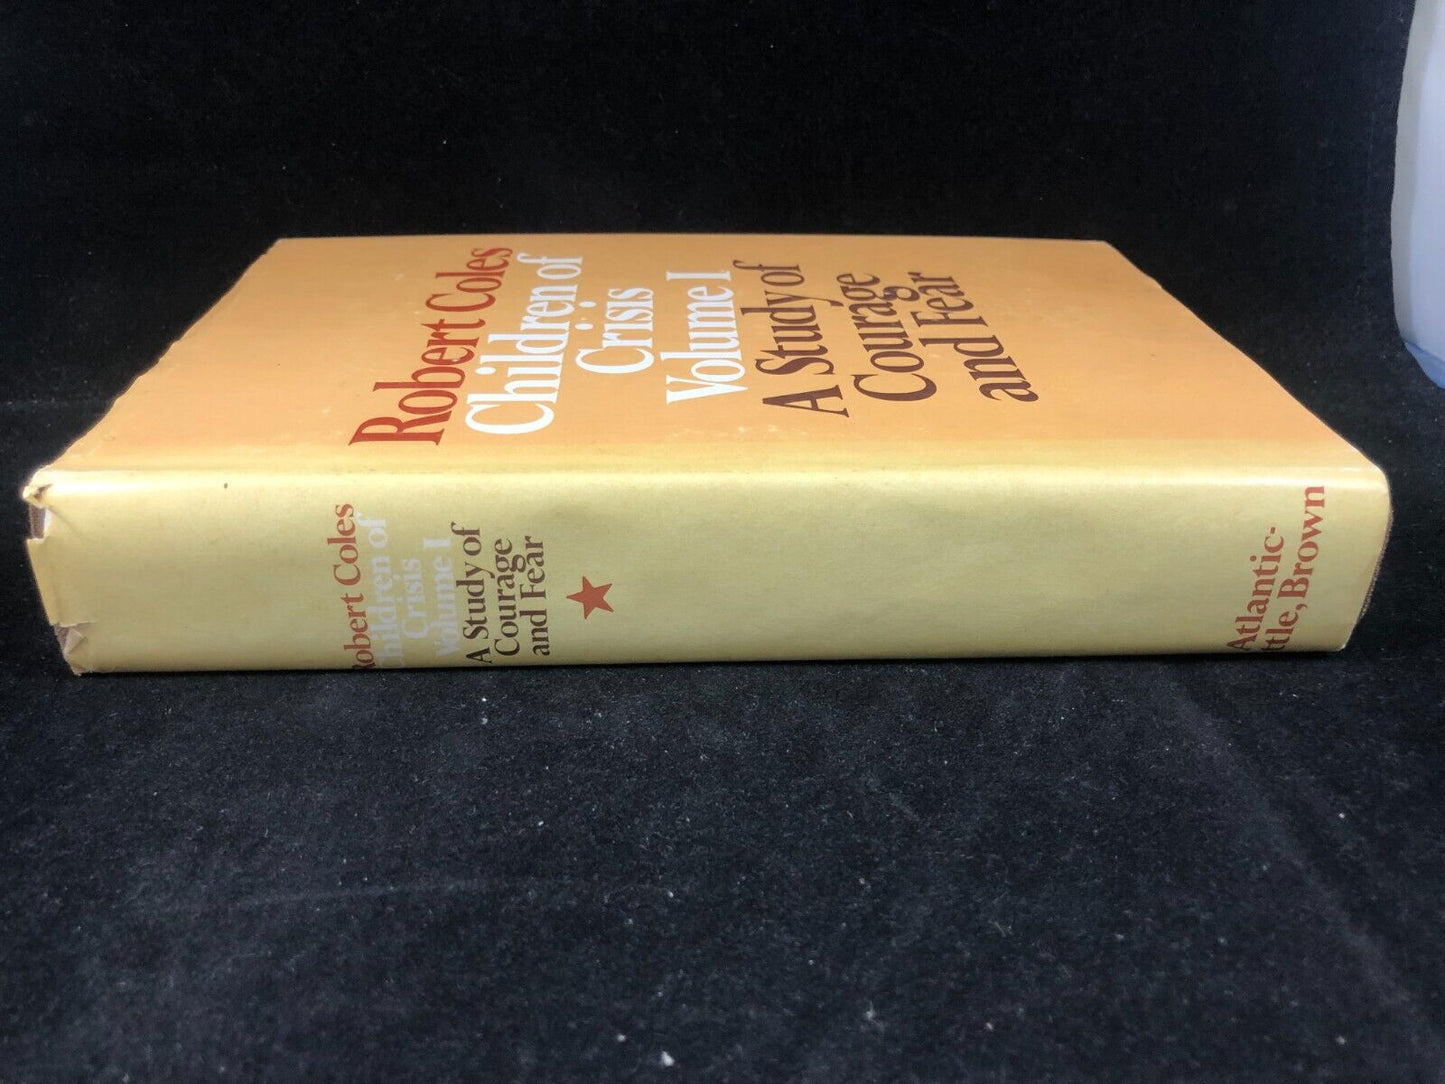 Robert Coles
Children of
Crisis
Volume I
A Study of
Courage
and Fear
Robert Coles
Children of
Crisis
Volume I
A Study of
Courage
and Fear
Atlantic-
ttle, Brown